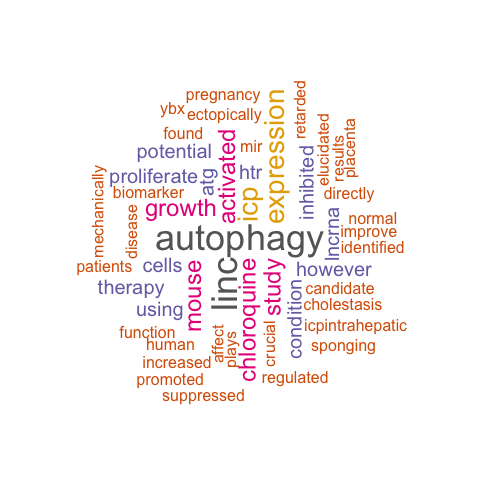 pregnancy
ybx
ectopically
retarded
found
mir
expression
elucidated
results
placenta
potential
activated
inhibited
proliferate
atg
htr
icp
directly
biomarker
growth
mechanically
disease
autophagy
lncrna
normal
improve
identified
patients
cells
mouse
linc
chloroquine
study
however
therapy
condition
candidate
using
cholestasis
function
affect
plays
crucial
icpintrahepatic
human
sponging
increased
promoted
regulated
suppressed